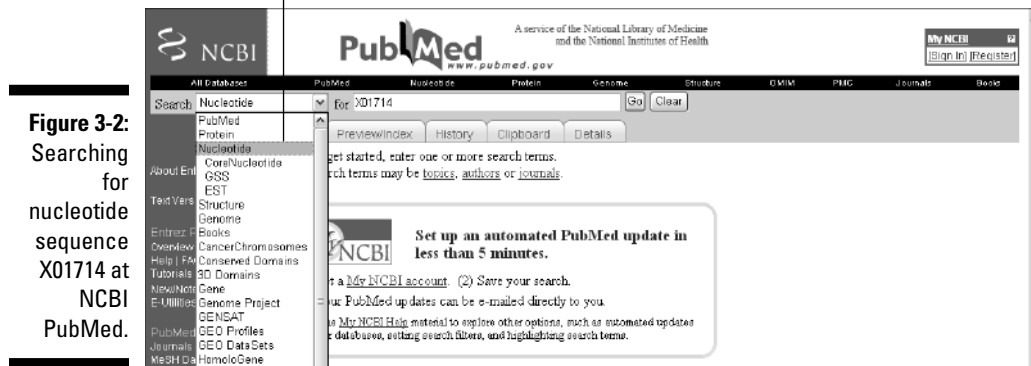 Figure 3-2:
Searching
for
nucleotide
sequence
X01714 at
NCBI
PubMed.
NCBI
PubMed
www.pubmed.gov
A service of the National Library of Medicine
and the National Institutes of Health
My NCBI
[Sign In] [Register]
All Databases PubMed Nucleotide Protein Genome Structure OMIM PMC Journals Books
Search Nucleotide for X01714 Go Clear
Preview/Index History Clipboard Details
PubMed
Protein
Nucleotide
CoreNucleotide
GSS
EST
Structure
Genome
Books
CancerChromosomes
Conserved Domains
3D Domains
Gene
Genome Project
GENSAT
GEO Profiles
GEO DataSets
HomoloGene
About Ent
Text Vers
Entrez P
Overview
Help | FA
Tutorials
New/Note
E-Utilities
PubMed
Journals
MeSH Da
get started, enter one or more search terms.
rch terms may be topics, authors or journals.
NCBI
Set up an automated PubMed update in
less than 5 minutes.
t a My NCBI account. (2) Save your search.
ur PubMed updates can be e-mailed directly to you.
My NCBI Help material to explore other options, such as automated updates
databases, setting search filters, and highlighting search terms.